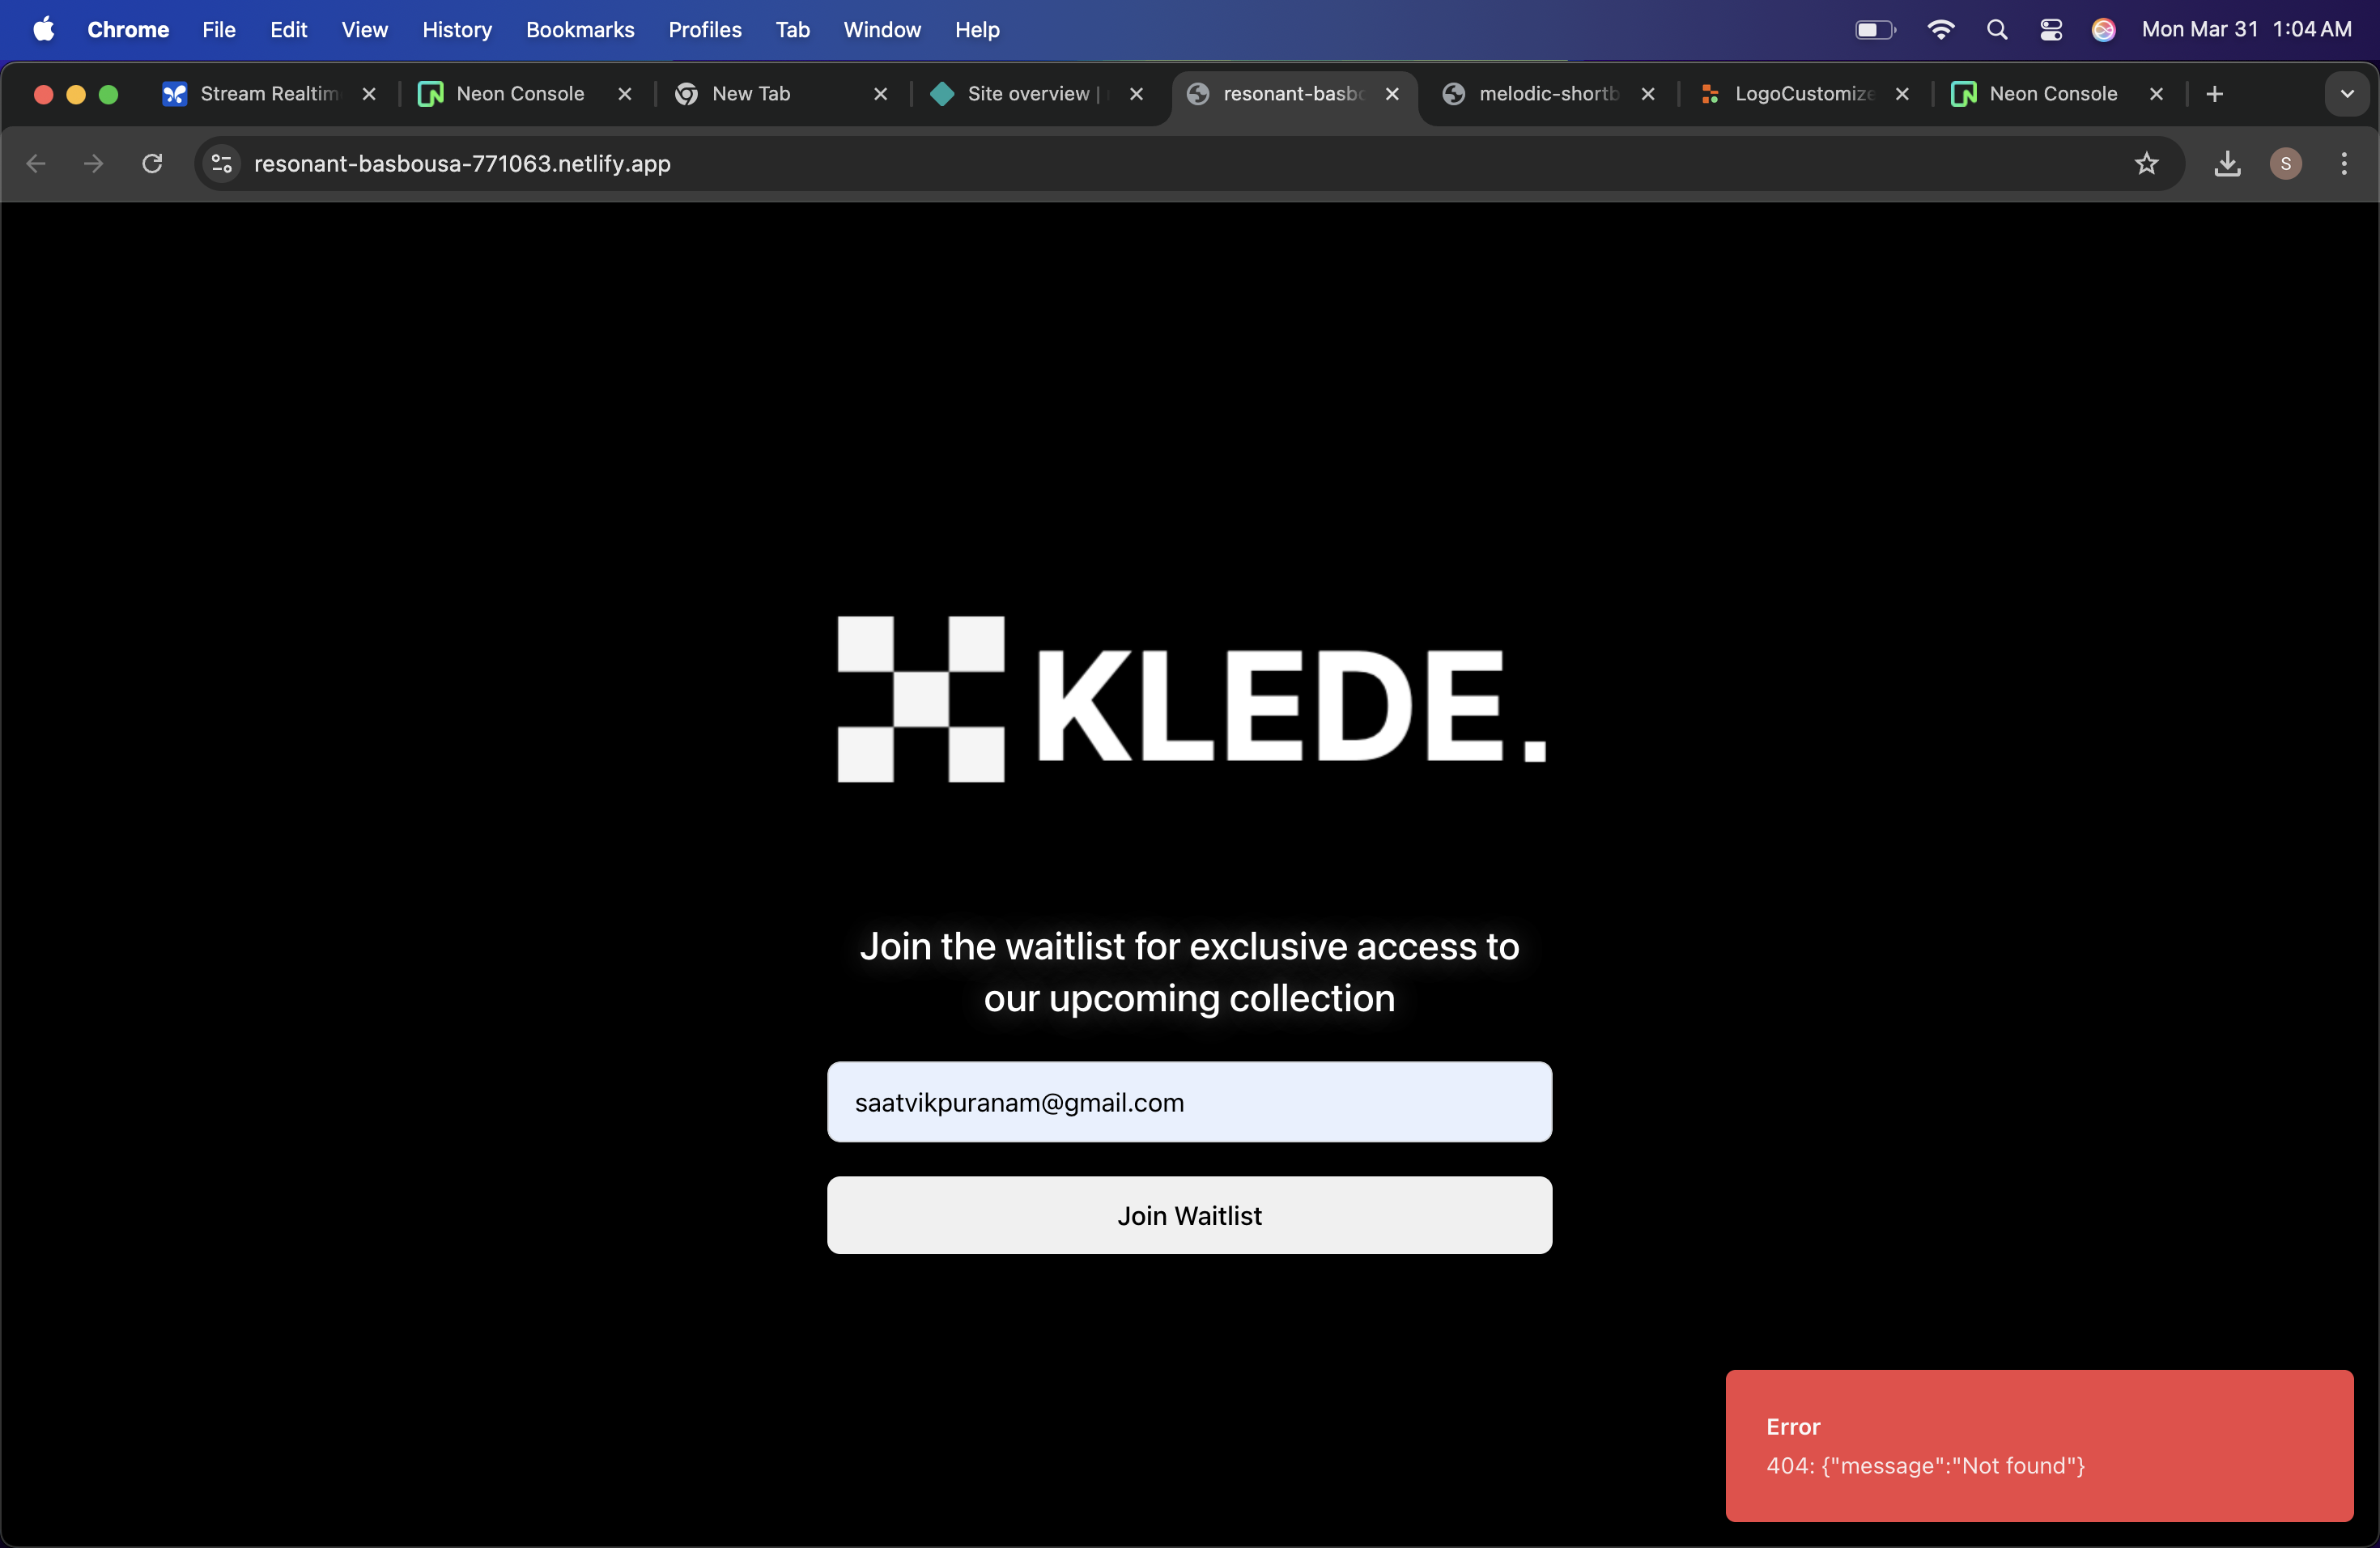 Chrome File Edit View History Bookmarks Profiles Tab Window Help Mon Mar 31 1:04 AM
Stream Realtim Neon Console New Tab Site overview | resonant-basbo melodic-shortb LogoCustomize Neon Console
resonant-basbousa-771063.netlify.app S
KLEDE.
Join the waitlist for exclusive access to
our upcoming collection
saatvikpuranam@gmail.com
Join Waitlist
Error
404: {"message":"Not found"}